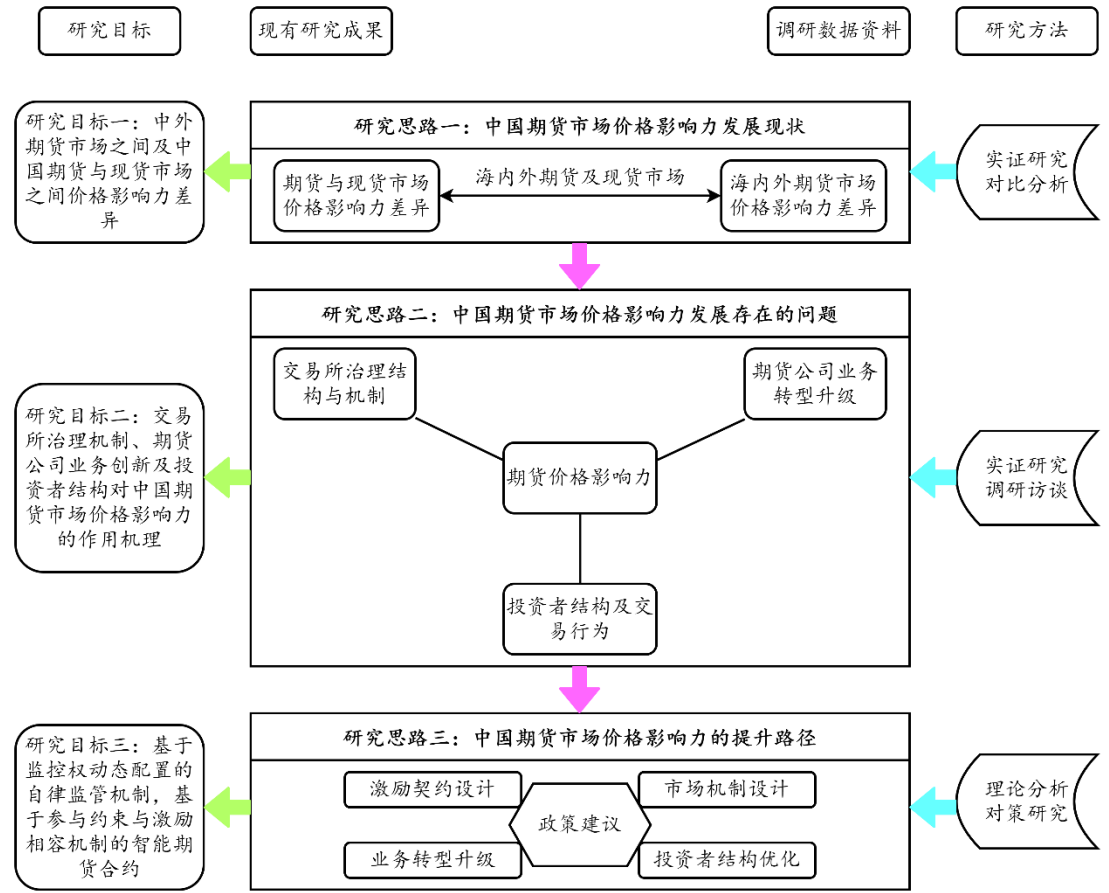 研究目标
现有研究成果
调研数据资料
研究方法
研究目标一：中外
期货市场之间及中
国期货与现货市场
之间价格影响力差
异
研究思路一：中国期货市场价格影响力发展现状
期货与现货市场
价格影响力差异
海内外期货及现货市场
海内外期货市场
价格影响力差异
实证研究
对比分析
研究目标二：交易
所治理机制、期货
公司业务创新及投
资者结构对中国期
货市场价格影响力
的作用机理
研究思路二：中国期货市场价格影响力发展存在的问题
交易所治理结
构与机制
期货公司业务
转型升级
期货价格影响力
投资者结构及交
易行为
实证研究
调研访谈
研究目标三：基于
监控权动态配置的
自律监管机制，基
于参与约束与激励
相容机制的智能期
货合约
研究思路三：中国期货市场价格影响力的提升路径
激励契约设计
市场机制设计
政策建议
业务转型升级
投资者结构优化
理论分析
对策研究